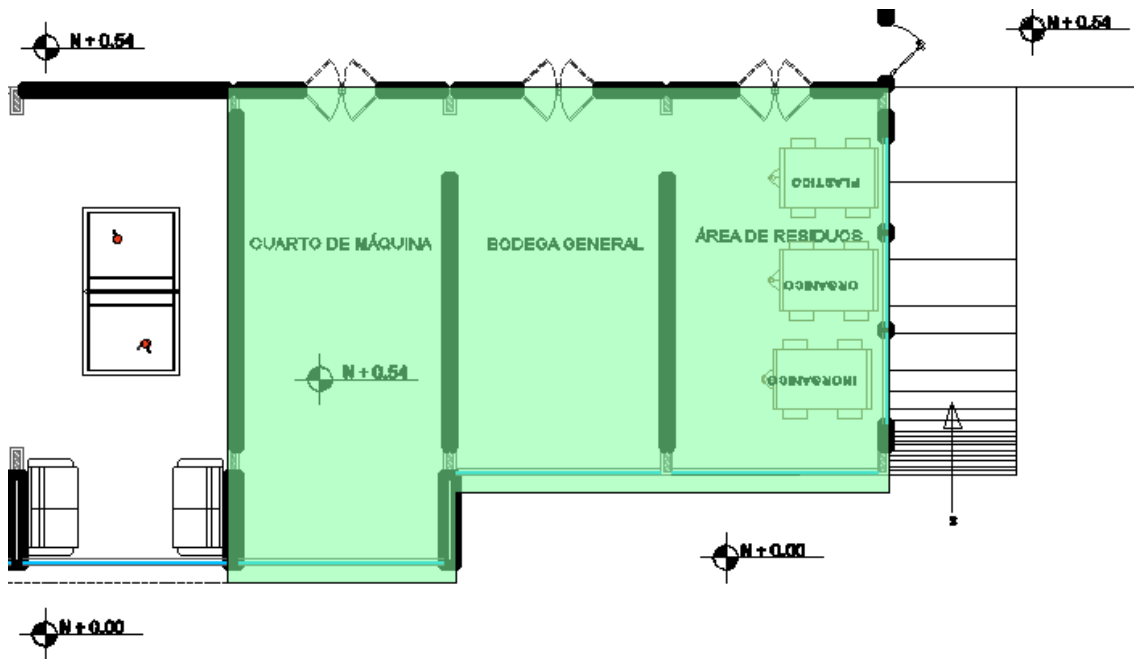 N + 0.54
N + 0.54
PLASTICO
CUARTO DE MÁQUINA
BODEGA GENERAL
ÁREA DE RESIDUOS
ORGANICO
N + 0.54
INORGANICO
s
N + 0.00
N + 0.00